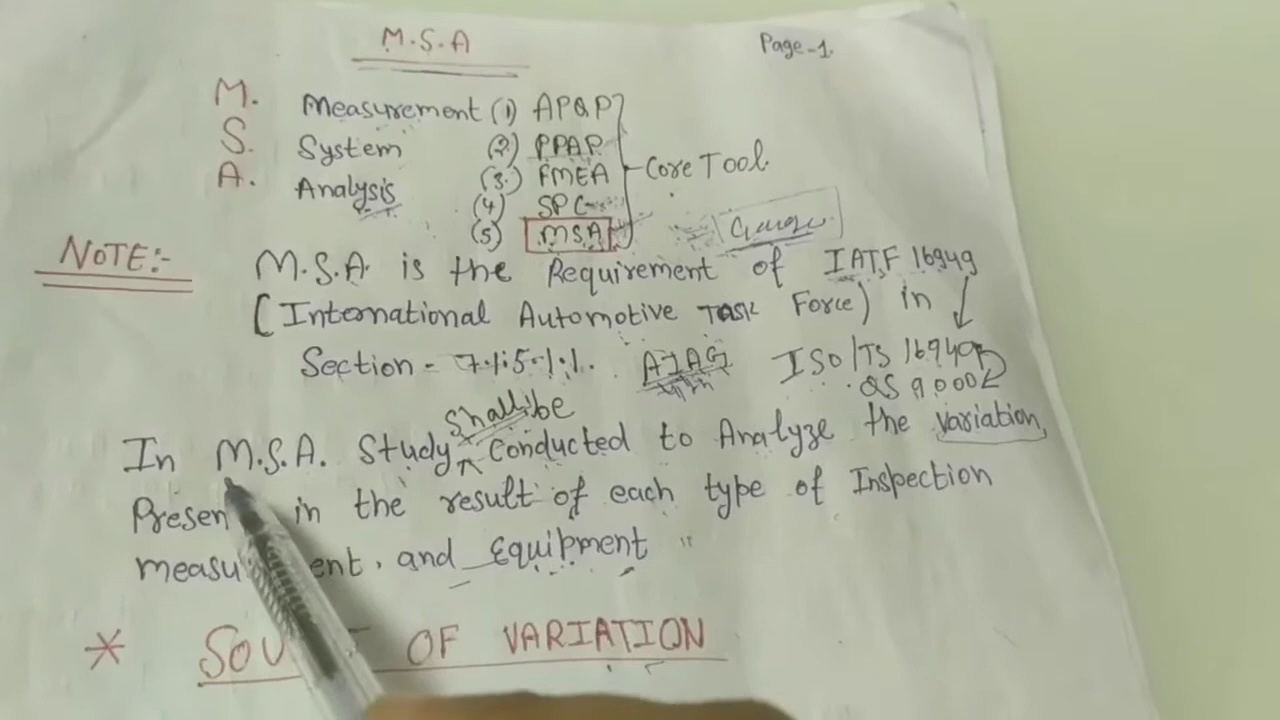 M.S.A
Page-1.
M. Measurement (1) APQP
S. System (2) PPAP
A. Analysis (3) FMEA
Core Tool.
(4) SPC
(5) MSA
NOTE:- M.S.A. is the Requirement of IATF 16949
[International Automotive TASK Force) in
Section - 7.1.5.1.1. AIAG ISO/TS 16949
QS 9000
Shall be
In M.S.A. Study Conducted to Analyze the variation
Presen in the result of each type of Inspection
measu ent, and Equipment "
* SOU OF VARIATION